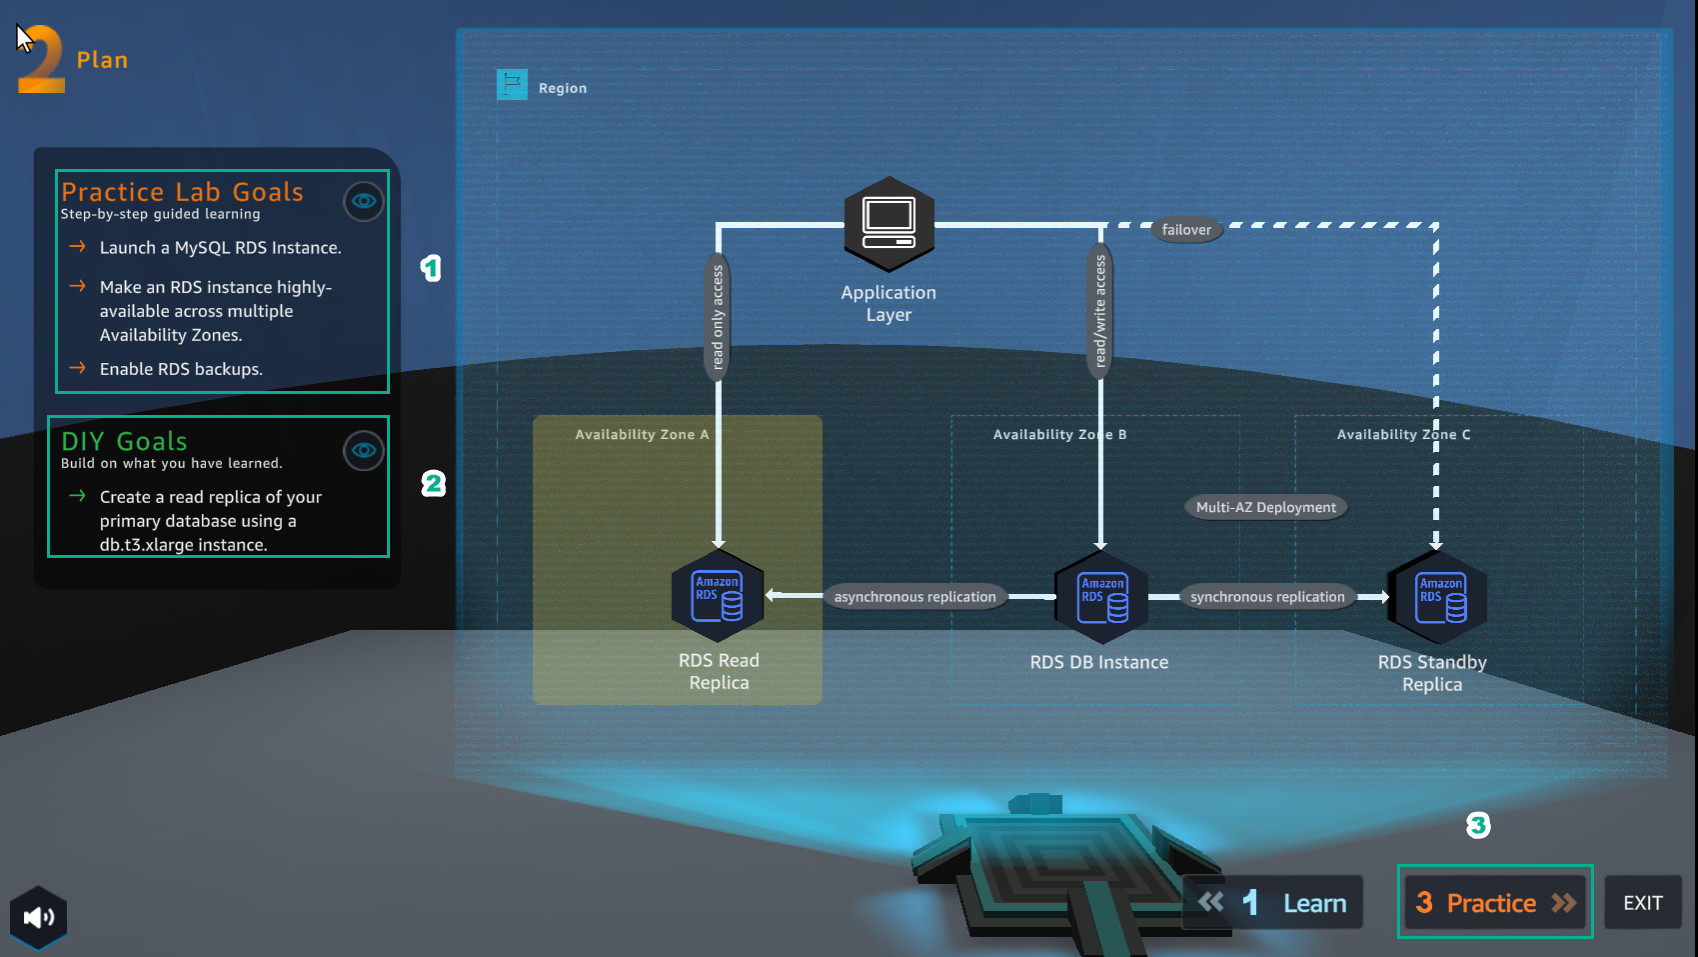 2 Plan
Region
Practice Lab Goals
Step-by-step guided learning
→ Launch a MySQL RDS Instance.
→ Make an RDS instance highly-
available across multiple
Availability Zones.
→ Enable RDS backups.
1
DIY Goals
Build on what you have learned.
→ Create a read replica of your
primary database using a
db.t3.xlarge instance.
2
failover
read only access
read/write access
Application
Layer
Availability Zone A
Availability Zone B
Availability Zone C
Multi-AZ Deployment
Amazon
RDS
asynchronous replication
Amazon
RDS
synchronous replication
Amazon
RDS
RDS Read
Replica
RDS DB Instance
RDS Standby
Replica
3
1 Learn
3 Practice
EXIT